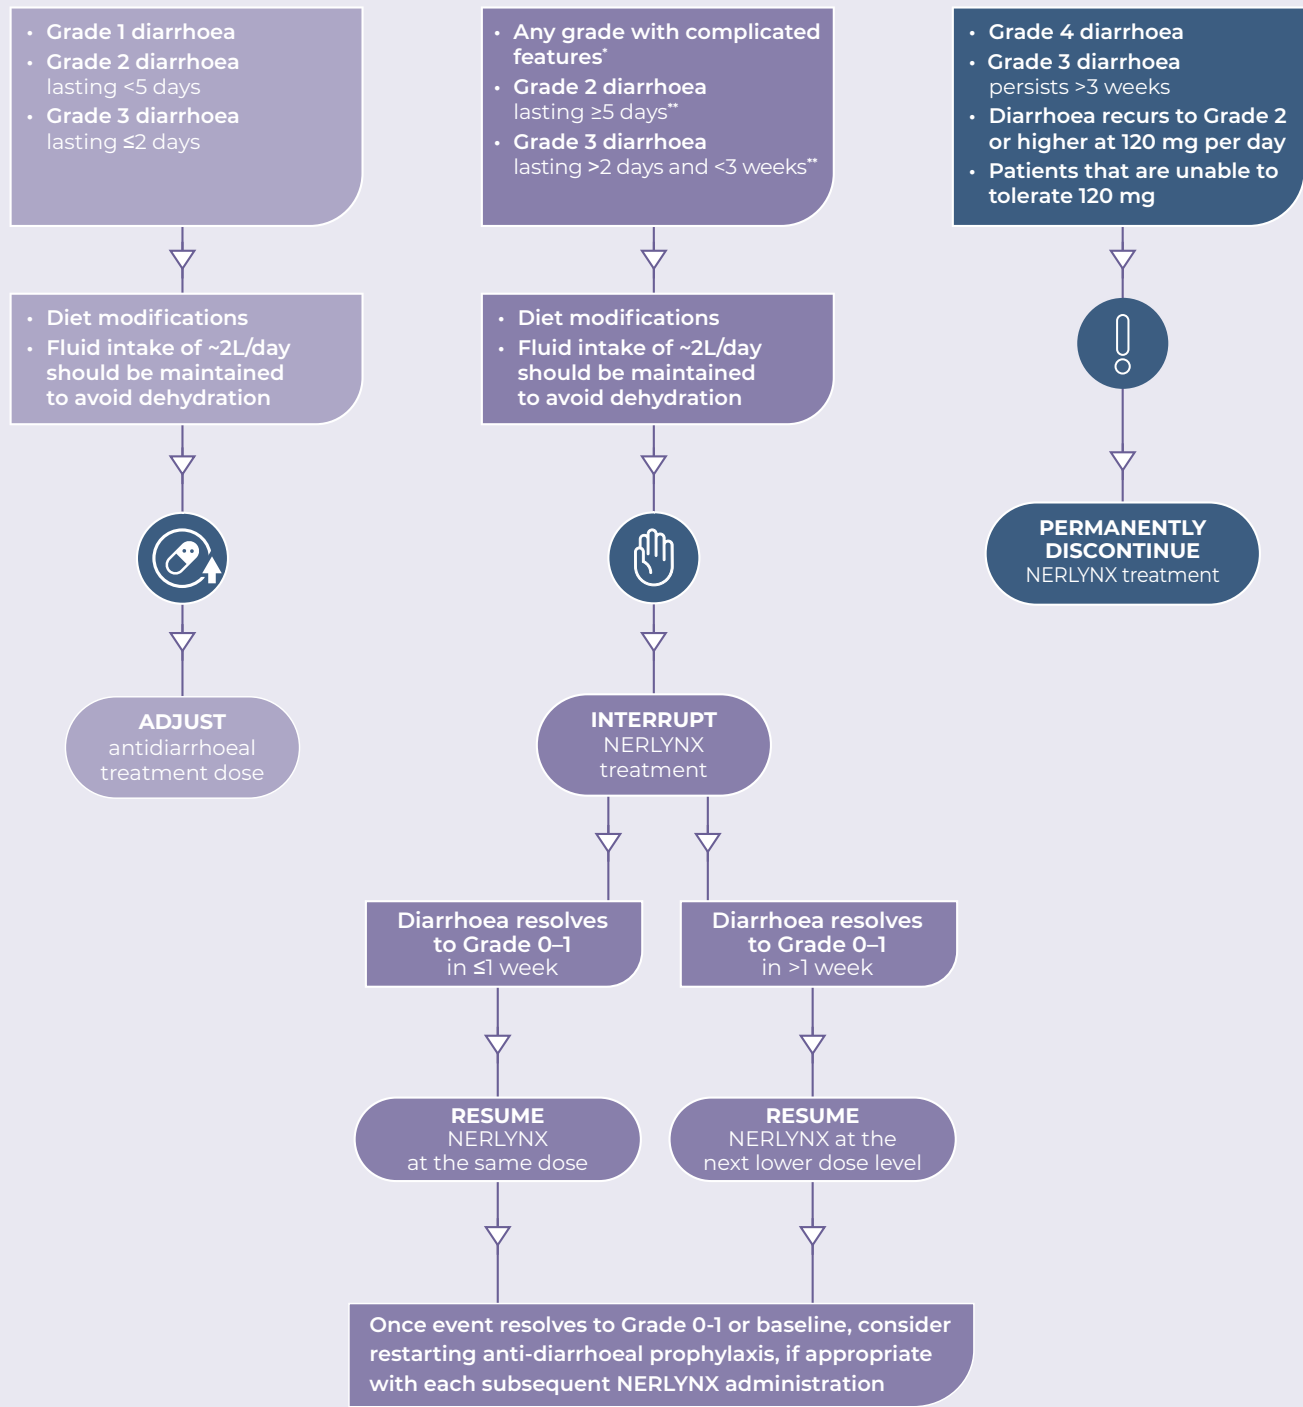 • Grade 1 diarrhoea
• Grade 2 diarrhoea
lasting <5 days
• Grade 3 diarrhoea
lasting ≤2 days
• Any grade with complicated
features*
• Grade 2 diarrhoea
lasting ≥5 days**
• Grade 3 diarrhoea
lasting >2 days and <3 weeks**
• Grade 4 diarrhoea
• Grade 3 diarrhoea
persists >3 weeks
• Diarrhoea recurs to Grade 2
or higher at 120 mg per day
• Patients that are unable to
tolerate 120 mg
• Diet modifications
• Fluid intake of ~2L/day
should be maintained
to avoid dehydration
• Diet modifications
• Fluid intake of ~2L/day
should be maintained
to avoid dehydration
PERMANENTLY
DISCONTINUE
NERLYNX treatment
ADJUST
antidiarrhoeal
treatment dose
INTERRUPT
NERLYNX
treatment
Diarrhoea resolves
to Grade 0–1
in ≤1 week
Diarrhoea resolves
to Grade 0–1
in >1 week
RESUME
NERLYNX
at the same dose
RESUME
NERLYNX at the
next lower dose level
Once event resolves to Grade 0-1 or baseline, consider
restarting anti-diarrhoeal prophylaxis, if appropriate
with each subsequent NERLYNX administration